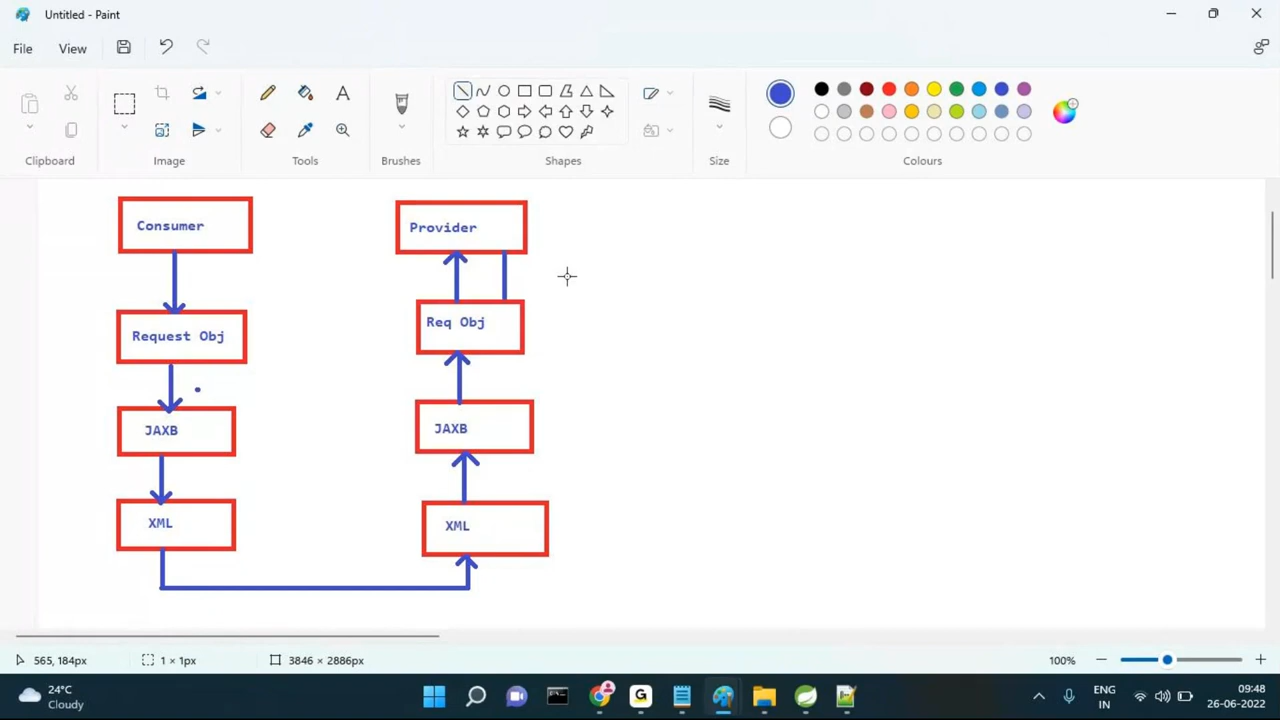 Untitled - Paint
File
View
Clipboard
Image
Tools
Brushes
Shapes
Size
Colours
Consumer
Provider
Request Obj
Req Obj
JAXB
JAXB
XML
XML
565, 184px
1 × 1px
3846 × 2886px
100%
24°C
Cloudy
ENG
IN
09:48
26-06-2022